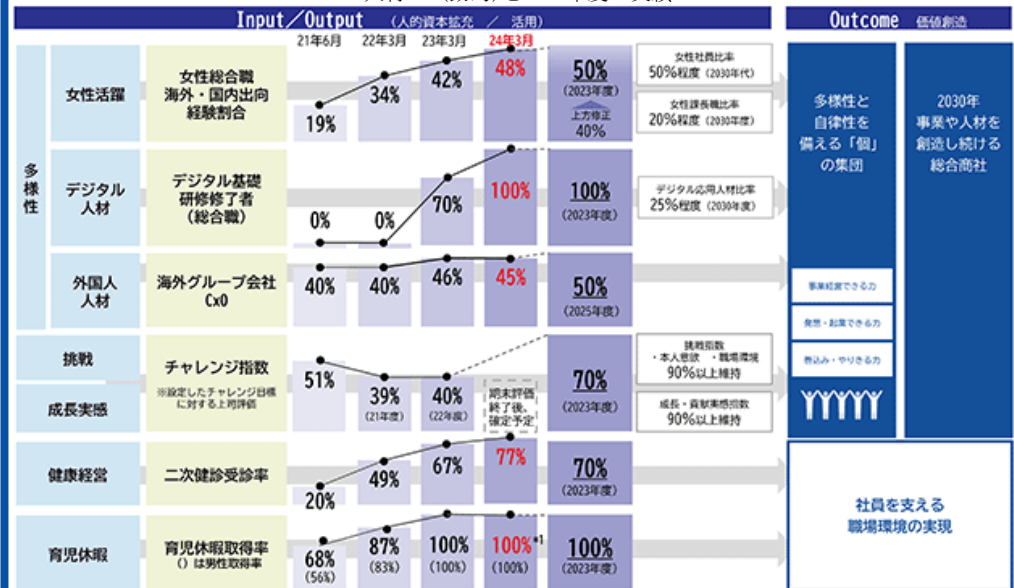 Input／Output （人的資本拡充 ／ 活用）
Outcome 価値創造
21年6月 22年3月 23年3月 24年3月
多様性
女性活躍
女性総合職
海外・国内出向
経験割合
19%
34%
42%
48%
50%
(2023年度)
上方修正
40%
女性社員比率
50%程度（2030年代）
女性課長職比率
20%程度（2030年度）
デジタル
人材
デジタル基礎
研修修了者
（総合職）
0%
0%
70%
100%
100%
(2023年度)
デジタル応用人材比率
25%程度（2030年度）
外国人
人材
海外グループ会社
CxO
40%
40%
46%
45%
50%
(2025年度)
挑戦
成長実感
チャレンジ指数
※設定したチャレンジ目標
に対する上司評価
51%
39%
(21年度)
40%
(22年度)
期末評価
終了後、
確定予定
70%
(2023年度)
挑戦指数
・本人意欲 ・職場環境
90%以上維持
成長・貢献実感指数
90%以上維持
健康経営
二次健診受診率
20%
49%
67%
77%
70%
(2023年度)
育児休暇
育児休暇取得率
（）は男性取得率
68%
(56%)
87%
(83%)
100%
(100%)
100%*1
(100%)
100%
(2023年度)
多様性と
自律性を
備える「個」
の集団
事業経営できる力
発想・起業できる力
巻込み・やりきる力
2030年
事業や人材を
創造し続ける
総合商社
社員を支える
職場環境の実現